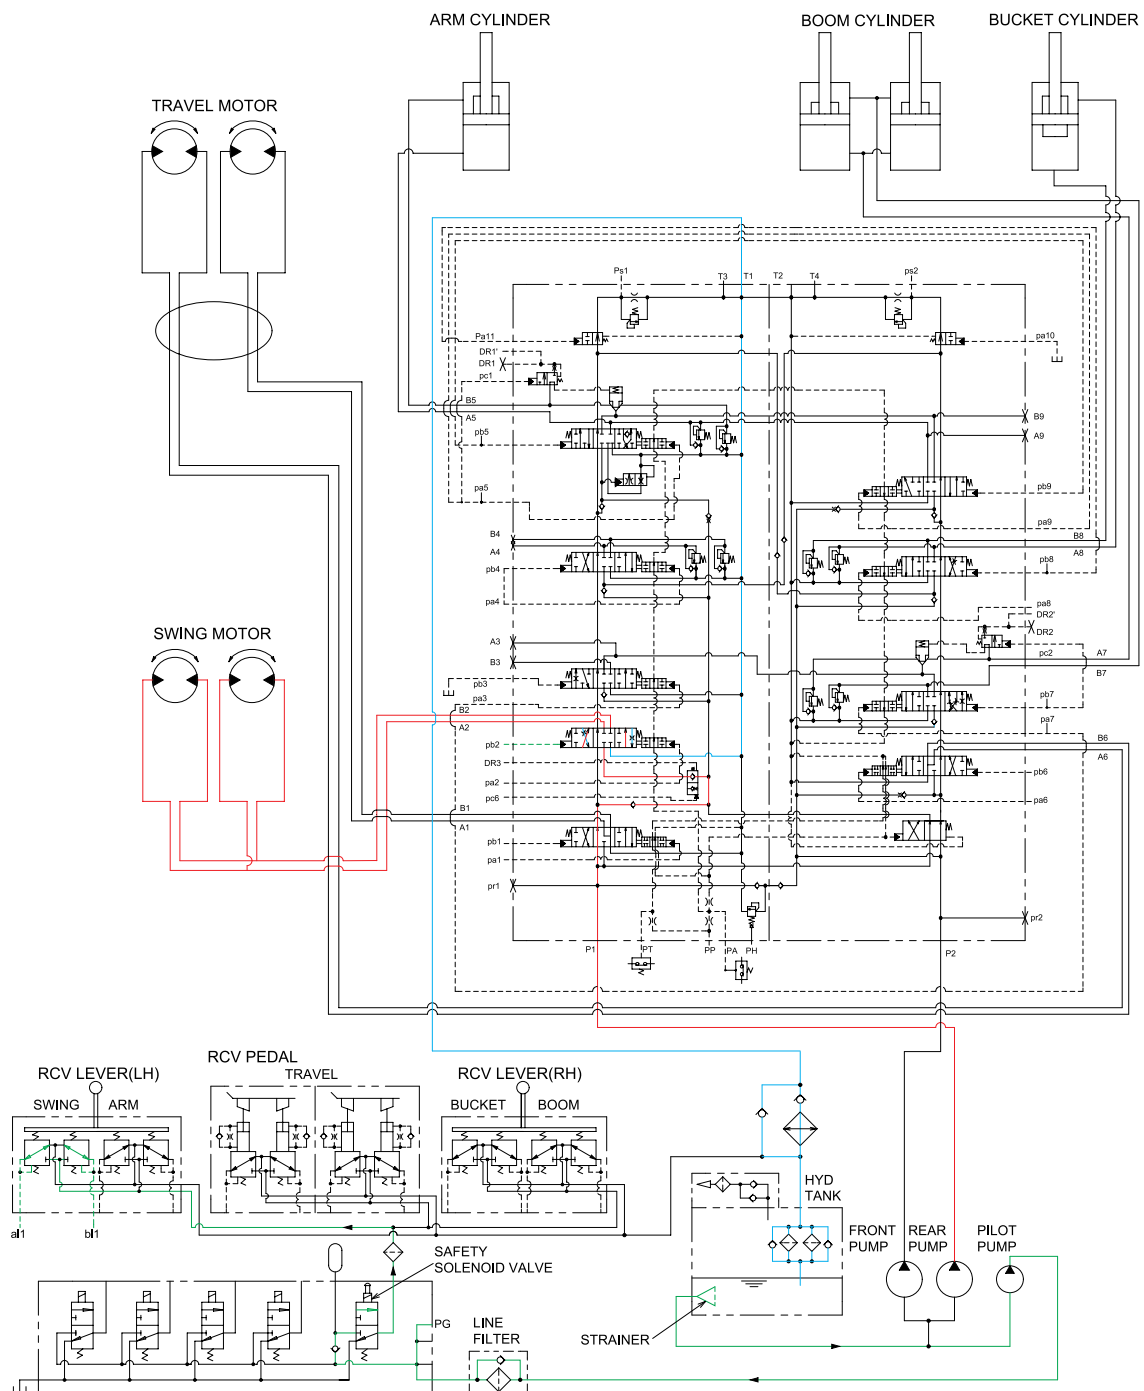 ARM CYLINDER
BOOM CYLINDER
BUCKET CYLINDER
TRAVEL MOTOR
Ps1
T3
T1
T2
T4
ps2
Pa11
pa10
DR1'
DR1
pc1
B5
A5
B9
A9
pb5
pa5
pb9
pa9
B4
A4
B8
A8
pb4
pb8
pa4
pa8
DR2'
DR2
SWING MOTOR
A3
B3
pc2
A7
B7
pb3
pa3
pb7
pa7
B2
A2
B6
A6
pb2
DR3
pa2
pc6
pb6
pa6
B1
A1
pb1
pa1
pr1
pr2
P1
PT
PP
PA
PH
P2
RCV LEVER(LH)
SWING
ARM
RCV PEDAL
TRAVEL
RCV LEVER(RH)
BUCKET
BOOM
al1
bl1
HYD
TANK
FRONT
PUMP
REAR
PUMP
PILOT
PUMP
SAFETY
SOLENOID VALVE
PG
LINE
FILTER
STRAINER